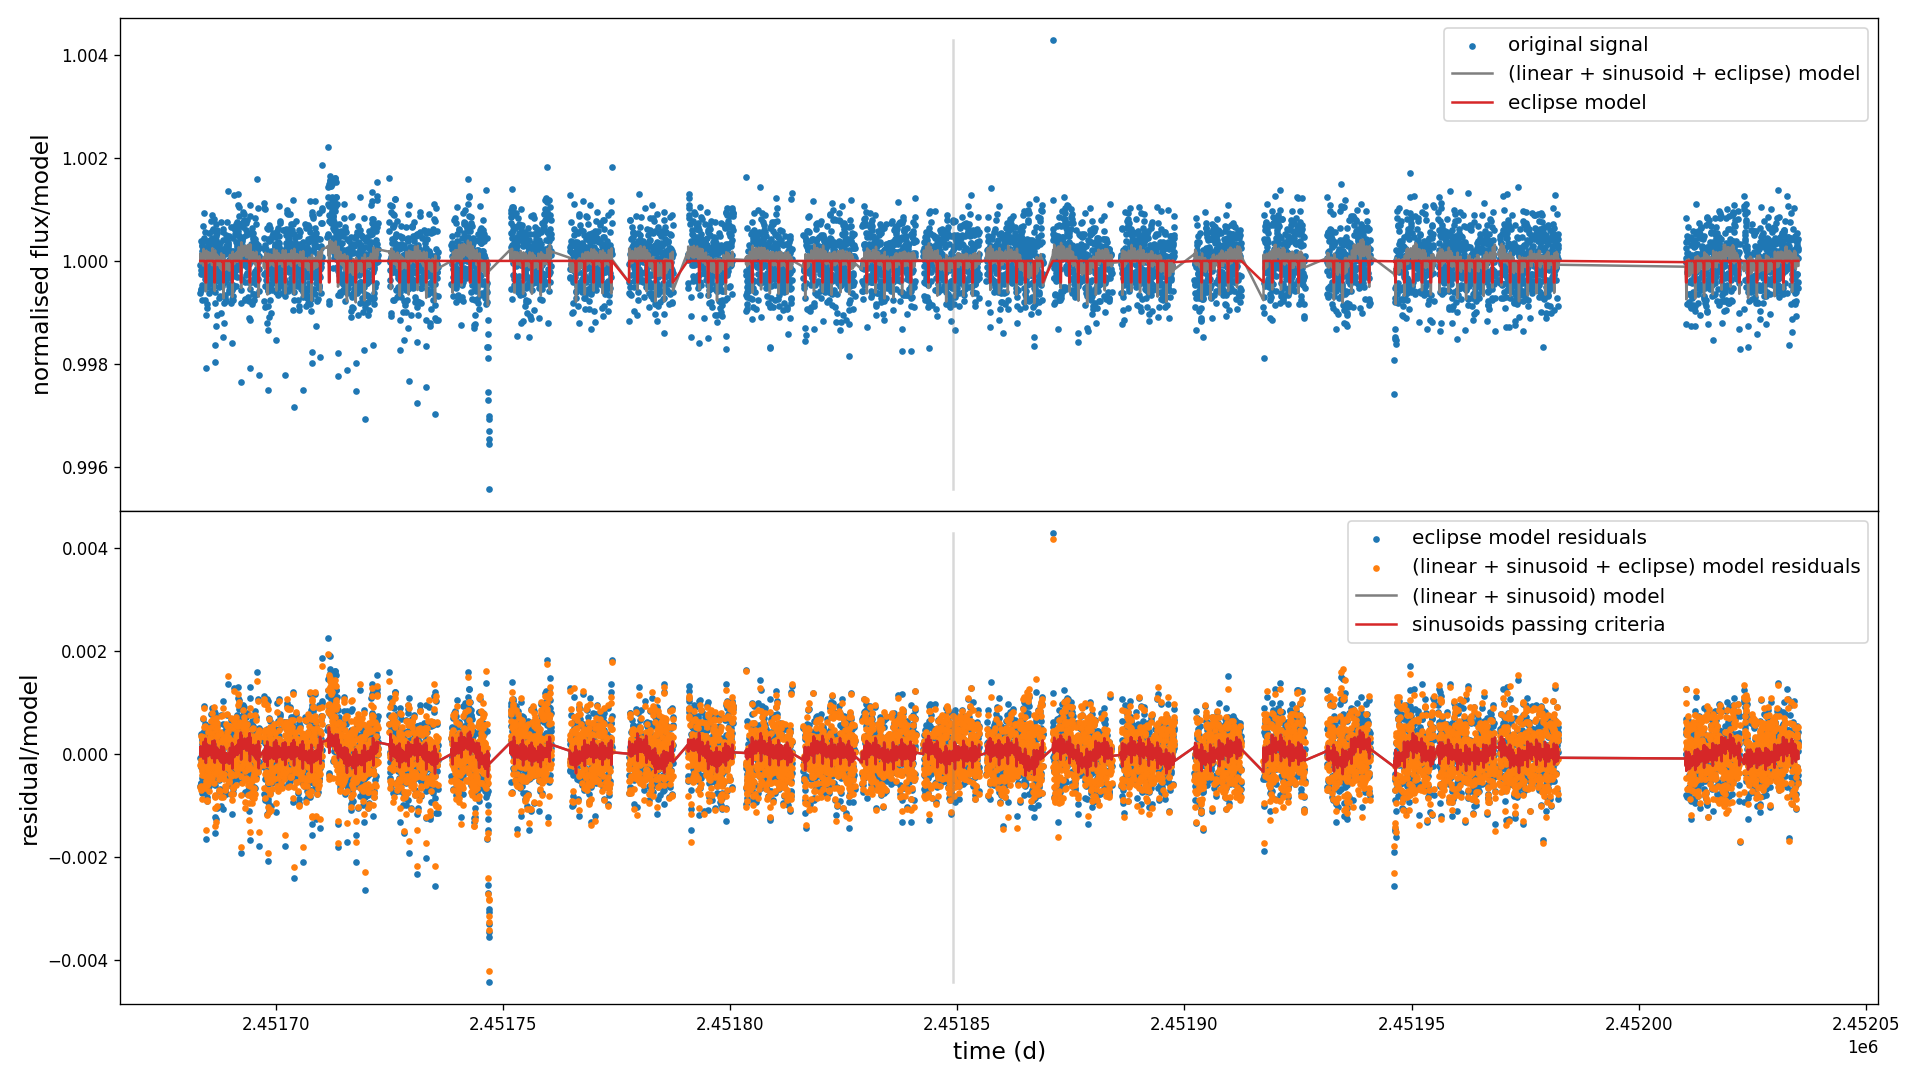 normalised flux/model
1.004
1.002
1.000
0.998
0.996
original signal
(linear + sinusoid + eclipse) model
eclipse model
residual/model
0.004
0.002
0.000
−0.002
−0.004
eclipse model residuals
(linear + sinusoid + eclipse) model residuals
(linear + sinusoid) model
sinusoids passing criteria
2.45170 2.45175 2.45180 2.45185 2.45190 2.45195 2.45200 2.45205
1e6
time (d)